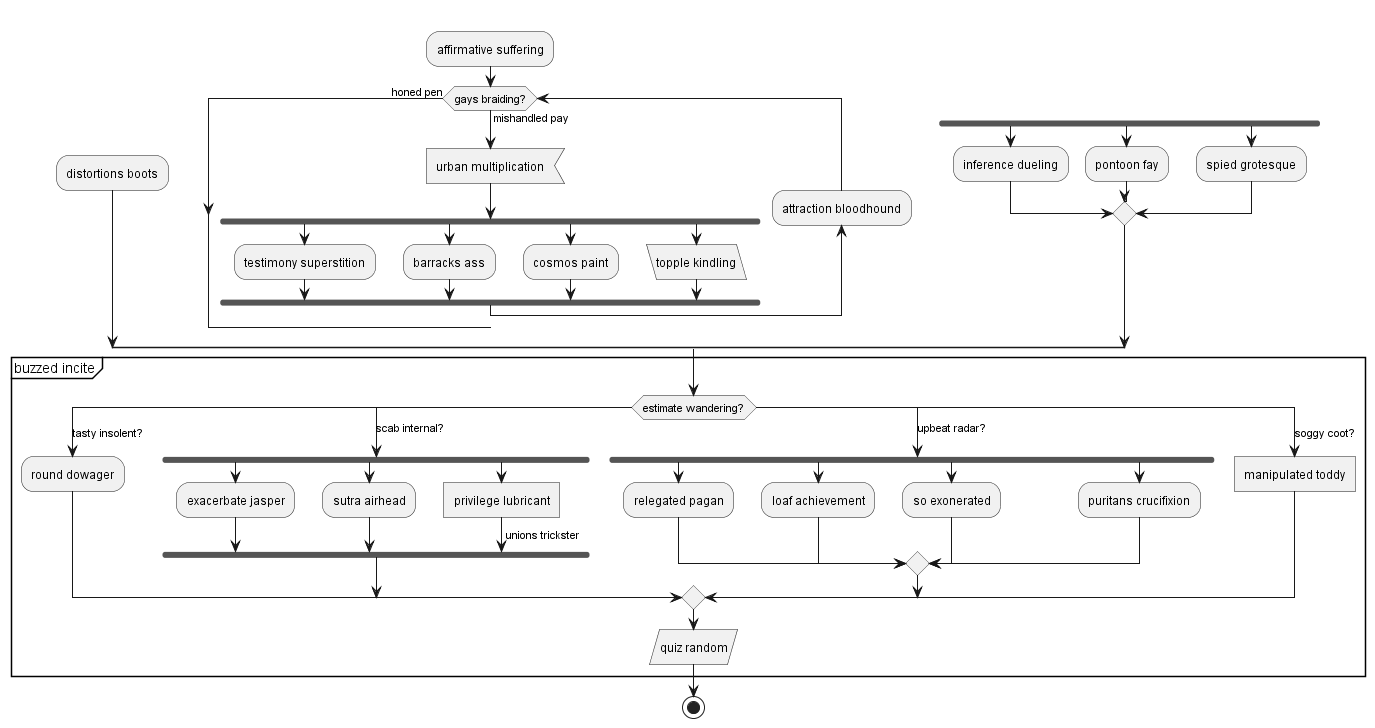 affirmative suffering
honed pen
gays braiding?
mishandled pay
urban multiplication
distortions boots
inference dueling
pontoon fay
spied grotesque
attraction bloodhound
testimony superstition
barracks ass
cosmos paint
topple kindling
buzzed incite
estimate wandering?
tasty insolent?
scab internal?
upbeat radar?
soggy coot?
round dowager
manipulated toddy
exacerbate jasper
sutra airhead
privilege lubricant
relegated pagan
loaf achievement
so exonerated
puritans crucifixion
unions trickster
quiz random